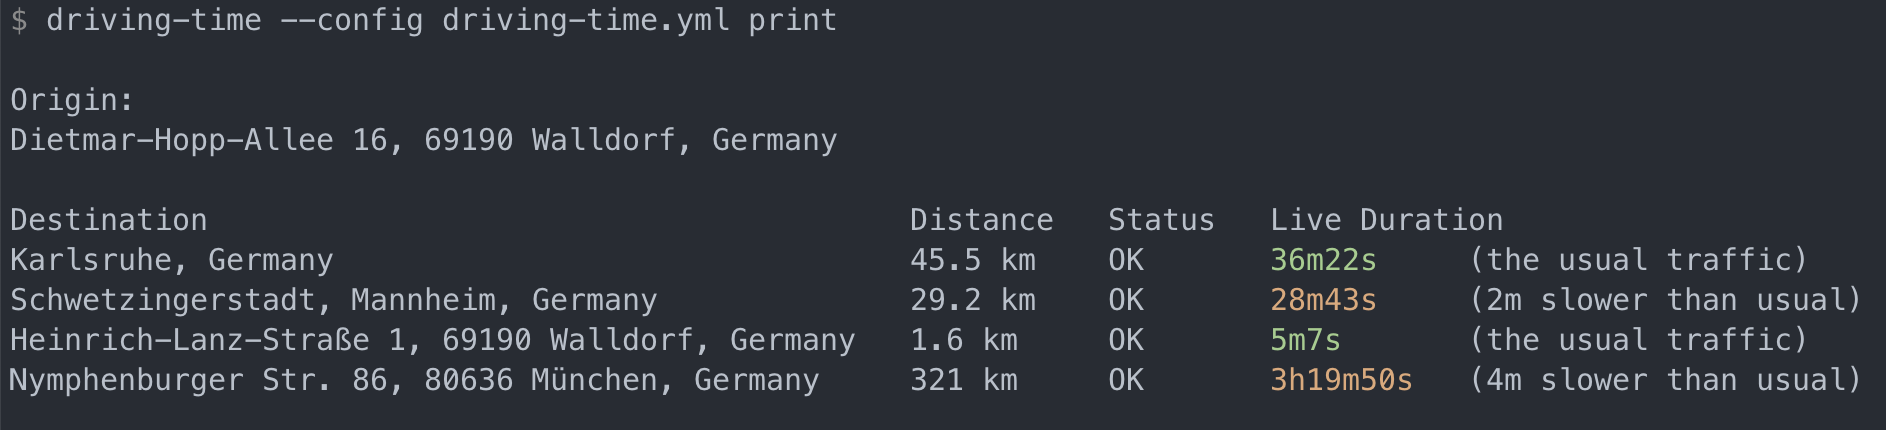 $ driving-time --config driving-time.yml print
Origin:
Dietmar-Hopp-Allee 16, 69190 Walldorf, Germany
Destination Distance Status Live Duration
Karlsruhe, Germany 45.5 km OK 36m22s (the usual traffic)
Schwetzingerstadt, Mannheim, Germany 29.2 km OK 28m43s (2m slower than usual)
Heinrich-Lanz-Straße 1, 69190 Walldorf, Germany 1.6 km OK 5m7s (the usual traffic)
Nymphenburger Str. 86, 80636 München, Germany 321 km OK 3h19m50s (4m slower than usual)